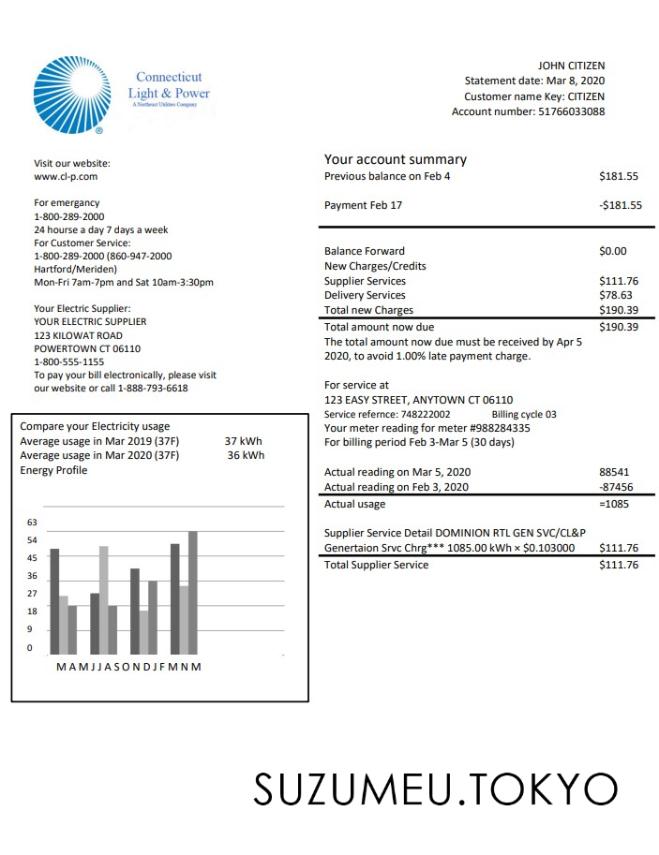 Connecticut
Light & Power
A Northeast Utilities Company
®
JOHN CITIZEN
Statement date: Mar 8, 2020
Customer name Key: CITIZEN
Account number: 51766033088
Visit our website:
www.cl-p.com
For emergancy
1-800-289-2000
24 hourse a day 7 days a week
For Customer Service:
1-800-289-2000 (860-947-2000
Hartford/Meriden)
Mon-Fri 7am-7pm and Sat 10am-3:30pm
Your Electric Supplier:
YOUR ELECTRIC SUPPLIER
123 KILOWAT ROAD
POWERTOWN CT 06110
1-800-555-1155
To pay your bill electronically, please visit
our website or call 1-888-793-6618
Compare your Electricity usage
Average usage in Mar 2019 (37F) 37 kWh
Average usage in Mar 2020 (37F) 36 kWh
Energy Profile
63
54
45
36
27
18
9
0
M A M J J A S O N D J F M N M
Your account summary
Previous balance on Feb 4 $181.55
Payment Feb 17 -$181.55
Balance Forward $0.00
New Charges/Credits
Supplier Services $111.76
Delivery Services $78.63
Total new Charges $190.39
Total amount now due $190.39
The total amount now due must be received by Apr 5
2020, to avoid 1.00% late payment charge.
For service at
123 EASY STREET, ANYTOWN CT 06110
Service refernce: 748222002 Billing cycle 03
Your meter reading for meter #988284335
For billing period Feb 3-Mar 5 (30 days)
Actual reading on Mar 5, 2020 88541
Actual reading on Feb 3, 2020 -87456
Actual usage =1085
Supplier Service Detail DOMINION RTL GEN SVC/CL&P
Genertaion Srvc Chrg*** 1085.00 kWh × $0.103000 $111.76
Total Supplier Service $111.76
SUZUMEU.TOKYO